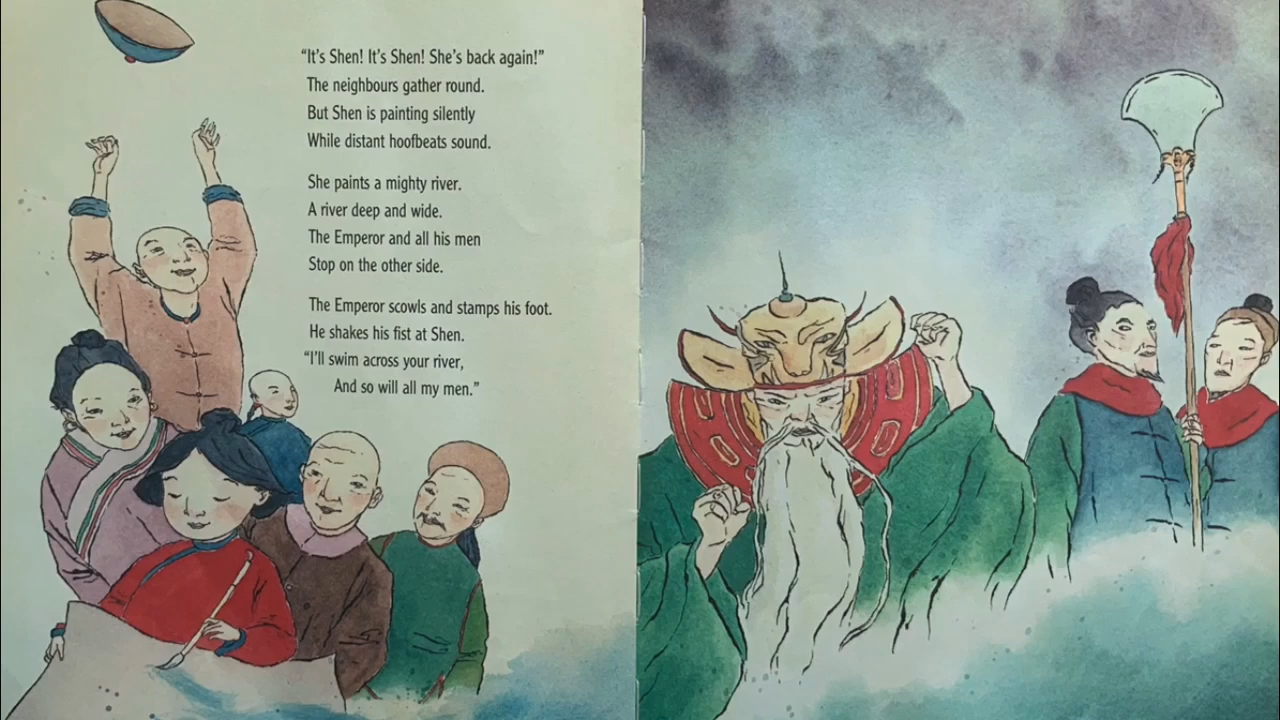 “It’s Shen! It’s Shen! She’s back again!”
The neighbours gather round.
But Shen is painting silently
While distant hoofbeats sound.
She paints a mighty river.
A river deep and wide.
The Emperor and all his men
Stop on the other side.
The Emperor scowls and stamps his foot.
He shakes his fist at Shen.
“I’ll swim across your river,
And so will all my men.”